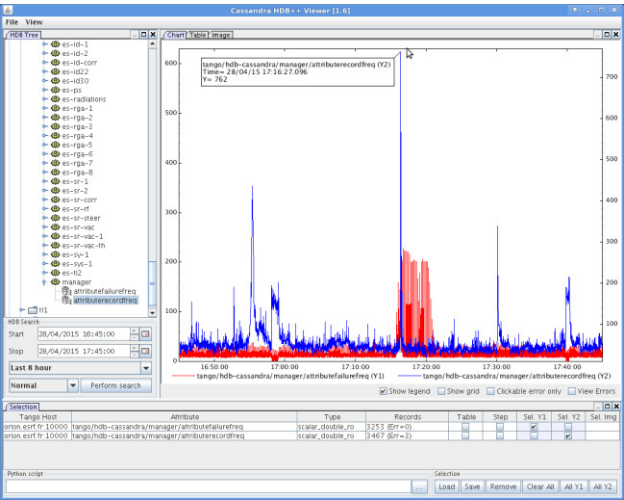 Cassandra HDB++ Viewer [1.6]
File View
HDB Tree
es-id-1
es-id-2
es-id-corr
es-id22
es-id30
es-ps
es-radiations
es-rga-1
es-rga-2
es-rga-3
es-rga-4
es-rga-5
es-rga-6
es-rga-7
es-rga-8
es-sr-1
es-sr-2
es-sr-corr
es-sr-rf
es-sr-steer
es-sr-vac
es-sr-vac-1
es-sr-vac-th
es-sy-1
es-sys-1
es-tl2
manager
attributefailurefreq
attributerecordfreq
tl1
HDB Search
Start 28/04/2015 16:45:00
Stop 28/04/2015 17:45:00
Last 8 hour
Normal Perform search
Chart Table Image
tango/hdb-cassandra/manager/attributerecordfreq (Y2)
Time= 28/04/15 17:16:27.096
Y= 762
600
500
400
300
200
100
0
700
600
500
400
300
200
100
16:50:00 17:00:00 17:10:00 17:20:00 17:30:00 17:40:00
tango/hdb-cassandra/manager/attributefailurefreq (Y1) tango/hdb-cassandra/manager/attributerecordfreq (Y2)
Show legend Show grid Clickable error only View Errors
Selection
Tango Host Attribute Type Records Table Step Sel. Y1 Sel. Y2 Sel. Img
orion.esrf.fr:10000 tango/hdb-cassandra/manager/attributefailurefreq scalar_double_ro 3253 (Err=0)
orion.esrf.fr:10000 tango/hdb-cassandra/manager/attributerecordfreq scalar_double_ro 3467 (Err=3)
Python script
...
Selection
Load Save Remove Clear All All Y1 All Y2